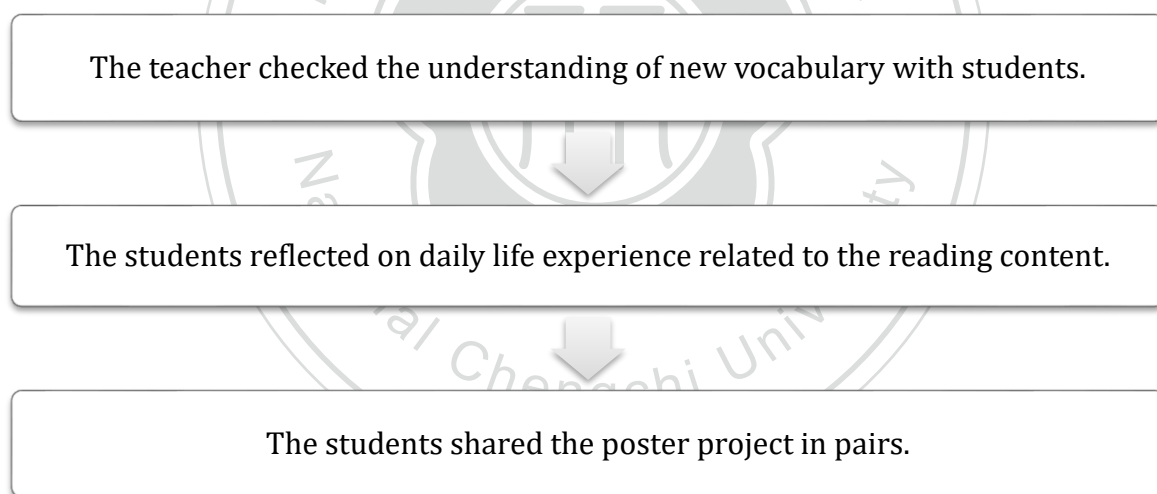 The teacher checked the understanding of new vocabulary with students.
The students reflected on daily life experience related to the reading content.
The students shared the poster project in pairs.